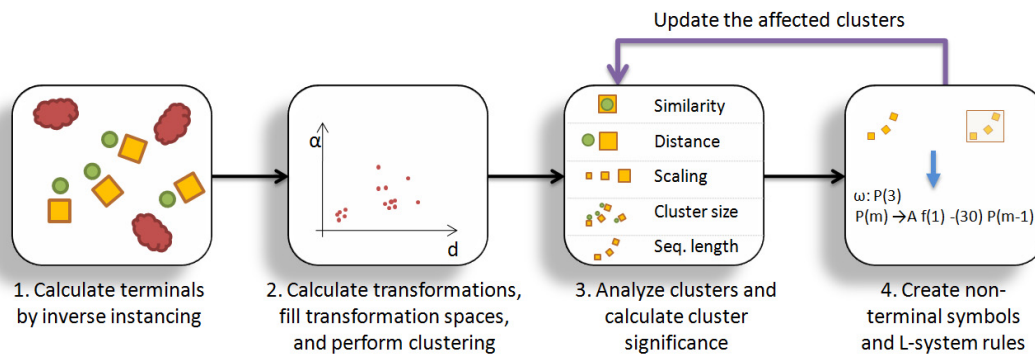 Update the affected clusters
α
d
Similarity
Distance
Scaling
Cluster size
Seq. length
ω: P(3)
P(m) →A f(1) -(30) P(m-1)
1. Calculate terminals
by inverse instancing
2. Calculate transformations,
fill transformation spaces,
and perform clustering
3. Analyze clusters and
calculate cluster
significance
4. Create non-
terminal symbols
and L-system rules